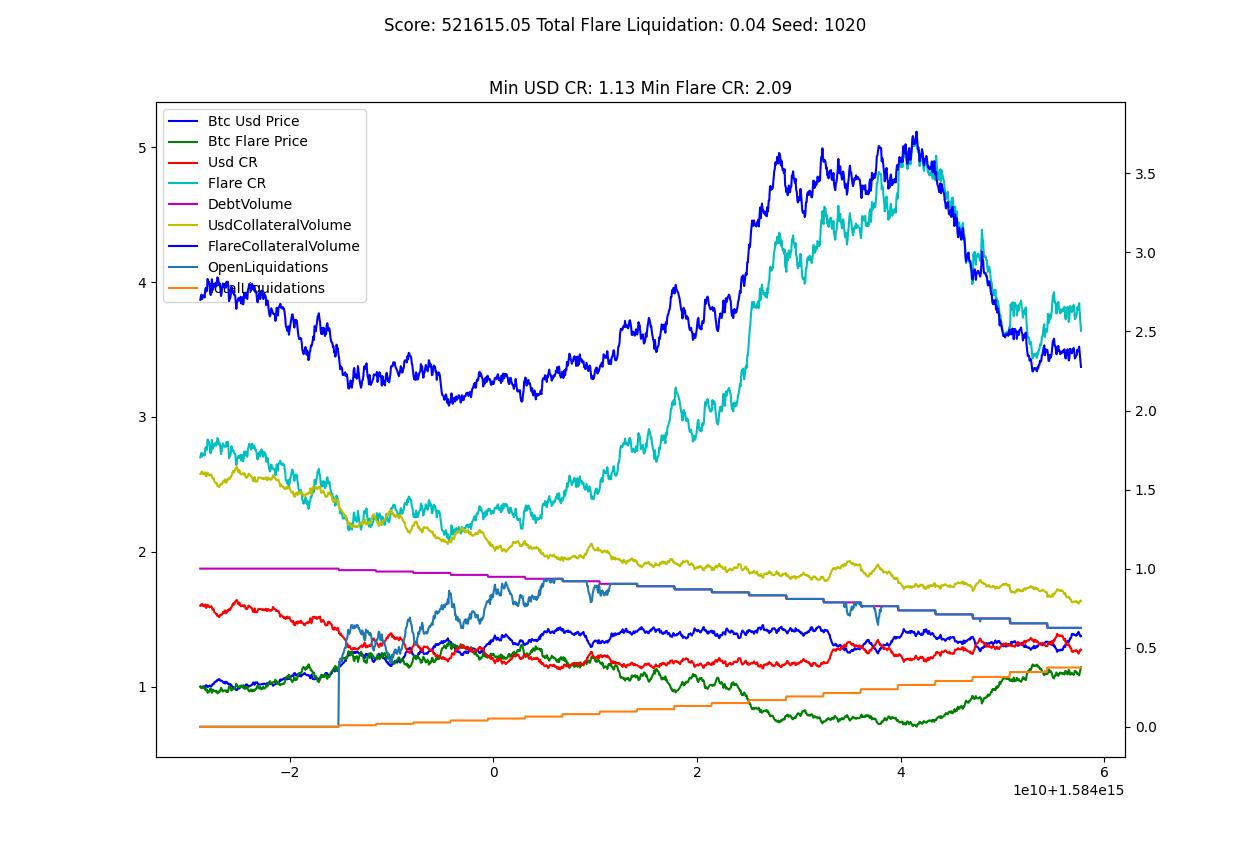 Score: 521615.05 Total Flare Liquidation: 0.04 Seed: 1020
Min USD CR: 1.13 Min Flare CR: 2.09
Btc Usd Price
Btc Flare Price
Usd CR
Flare CR
DebtVolume
UsdCollateralVolume
FlareCollateralVolume
OpenLiquidations
TotalLiquidations
5
4
3
2
1
3.5
3.0
2.5
2.0
1.5
1.0
0.5
0.0
−2
0
2
4
6
1e10+1.584e15